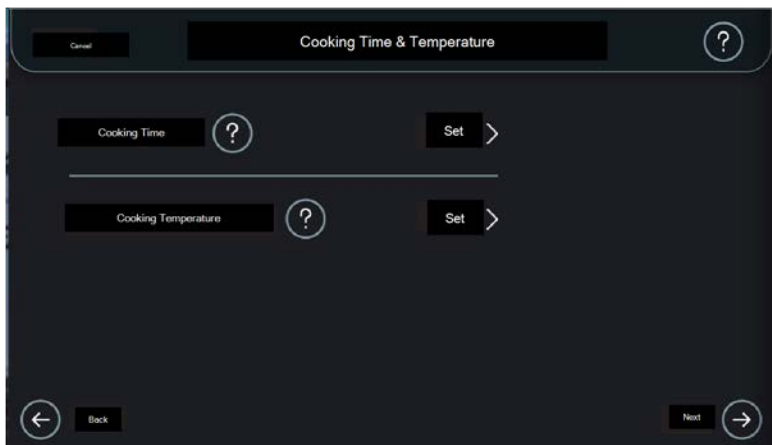 Cancel
Cooking Time & Temperature
?
Cooking Time
?
Set
Cooking Temperature
?
Set
Back
Next